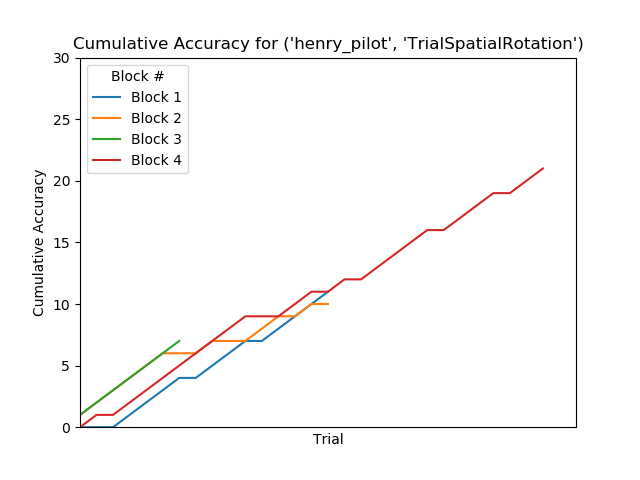 Cumulative Accuracy for ('henry_pilot', 'TrialSpatialRotation')
30
25
20
15
10
5
0
Cumulative Accuracy
Block #
Block 1
Block 2
Block 3
Block 4
Trial